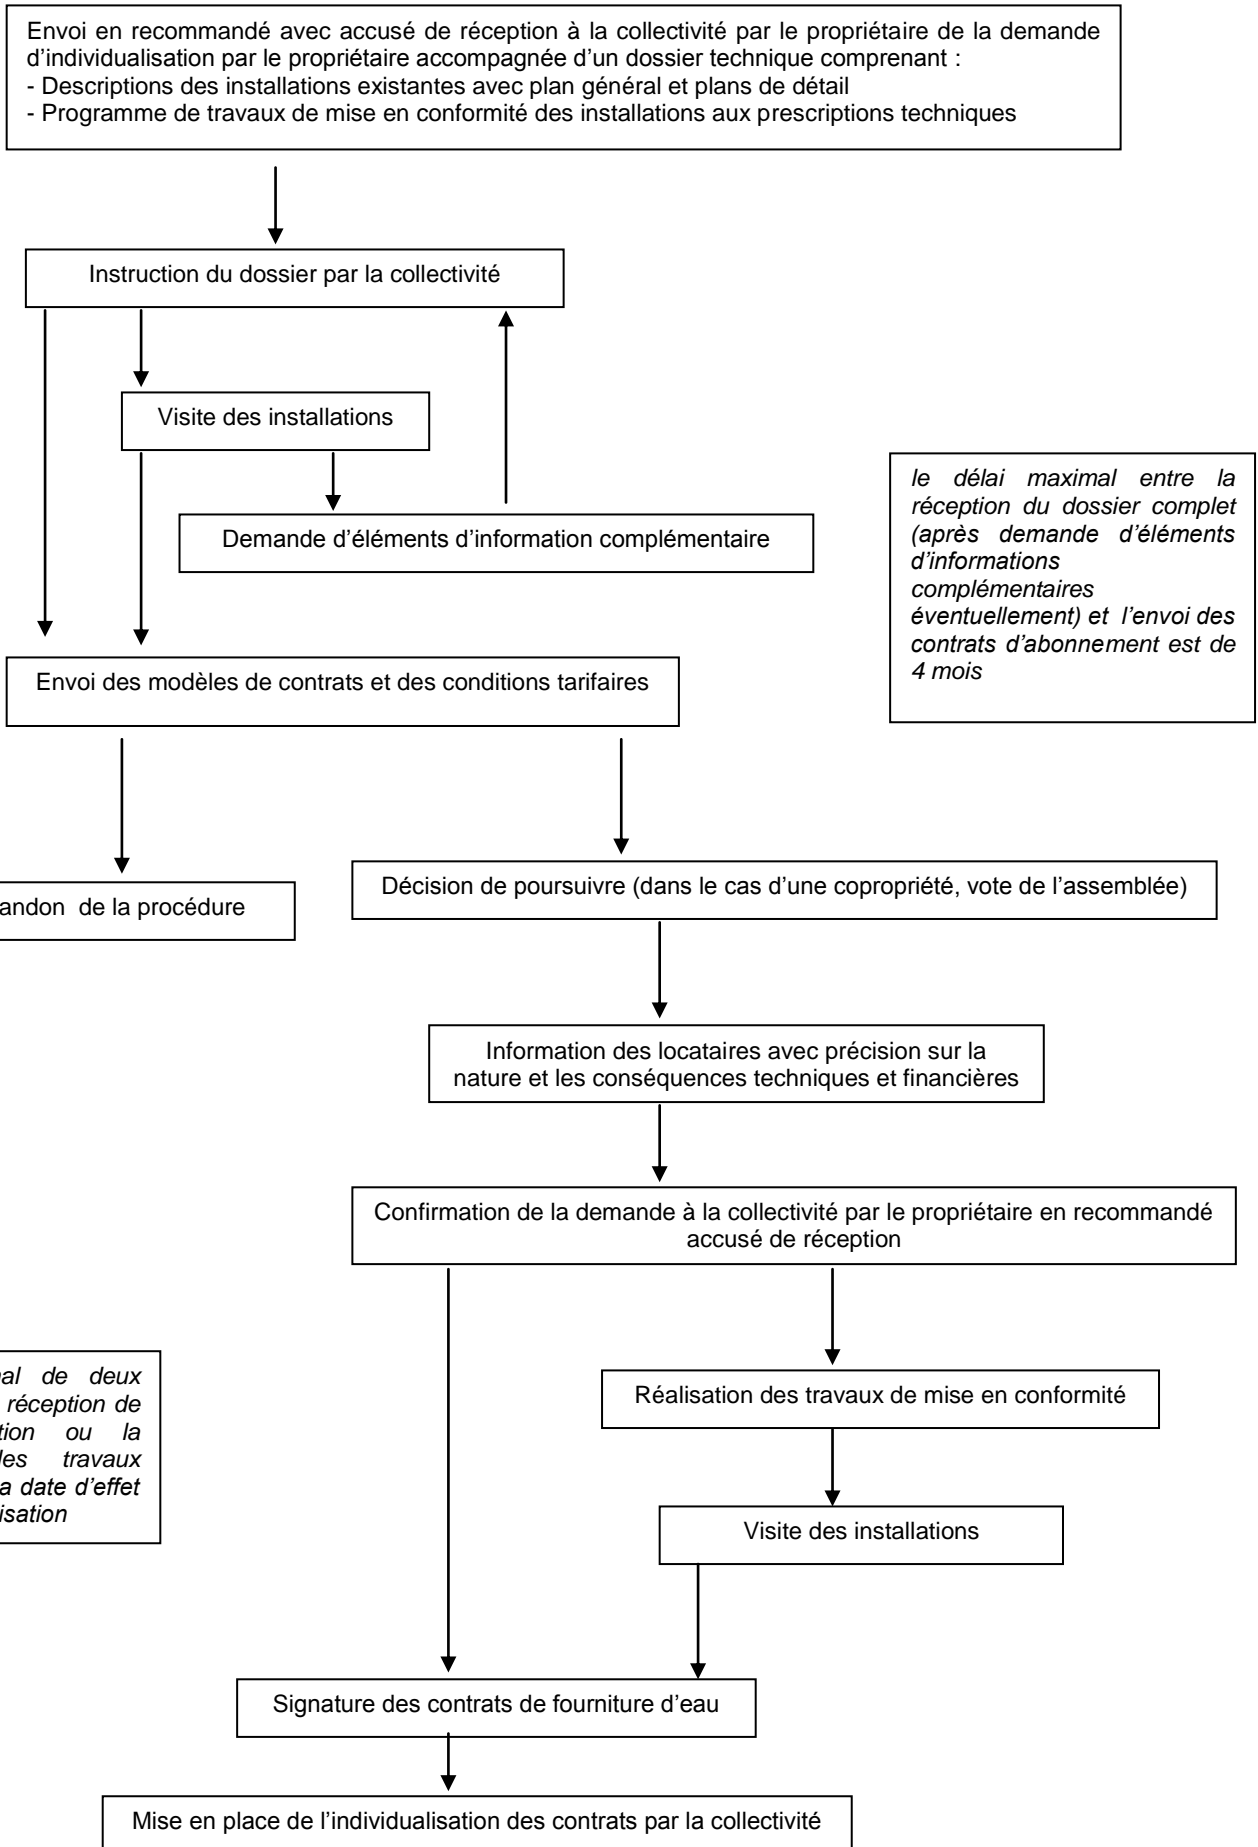 Envoi en recommandé avec accusé de réception à la collectivité par le propriétaire de la demande
d'individualisation par le propriétaire accompagnée d'un dossier technique comprenant :
- Descriptions des installations existantes avec plan général et plans de détail
- Programme de travaux de mise en conformité des installations aux prescriptions techniques
Instruction du dossier par la collectivité
Visite des installations
Demande d'éléments d'information complémentaire
le délai maximal entre la
réception du dossier complet
(après demande d'éléments
d'informations
complémentaires
éventuellement) et l'envoi des
contrats d'abonnement est de
4 mois
Envoi des modèles de contrats et des conditions tarifaires
andon de la procédure
Décision de poursuivre (dans le cas d'une copropriété, vote de l'assemblée)
Information des locataires avec précision sur la
nature et les conséquences techniques et financières
Confirmation de la demande à la collectivité par le propriétaire en recommandé
accusé de réception
al de deux
réception de
tion ou la
les travaux
a date d'effet
isation
Réalisation des travaux de mise en conformité
Visite des installations
Signature des contrats de fourniture d'eau
Mise en place de l'individualisation des contrats par la collectivité